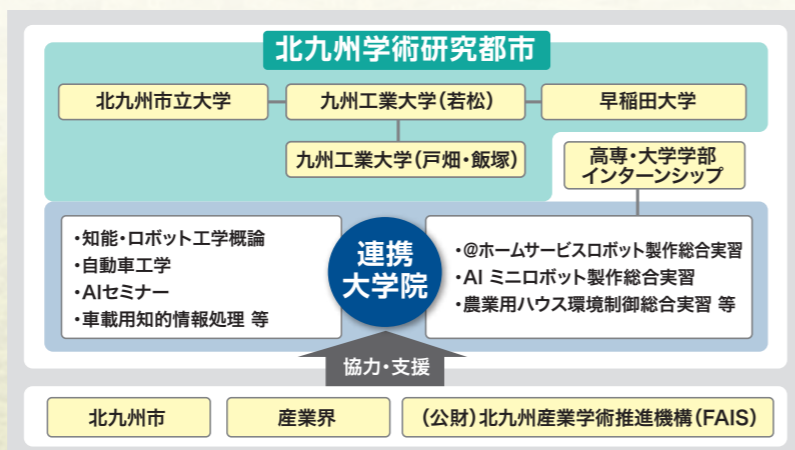 北九州学術研究都市
北九州市立大学
九州工業大学(若松)
早稲田大学
九州工業大学(戸畑・飯塚)
高専・大学学部
インターンシップ
・知能・ロボット工学概論
・自動車工学
・AIセミナー
・車載用知的情報処理 等
連携
大学院
・@ホームサービスロボット製作総合実習
・AI ミニロボット製作総合実習
・農業用ハウス環境制御総合実習 等
協力・支援
北九州市
産業界
(公財)北九州産業学術推進機構(FAIS)